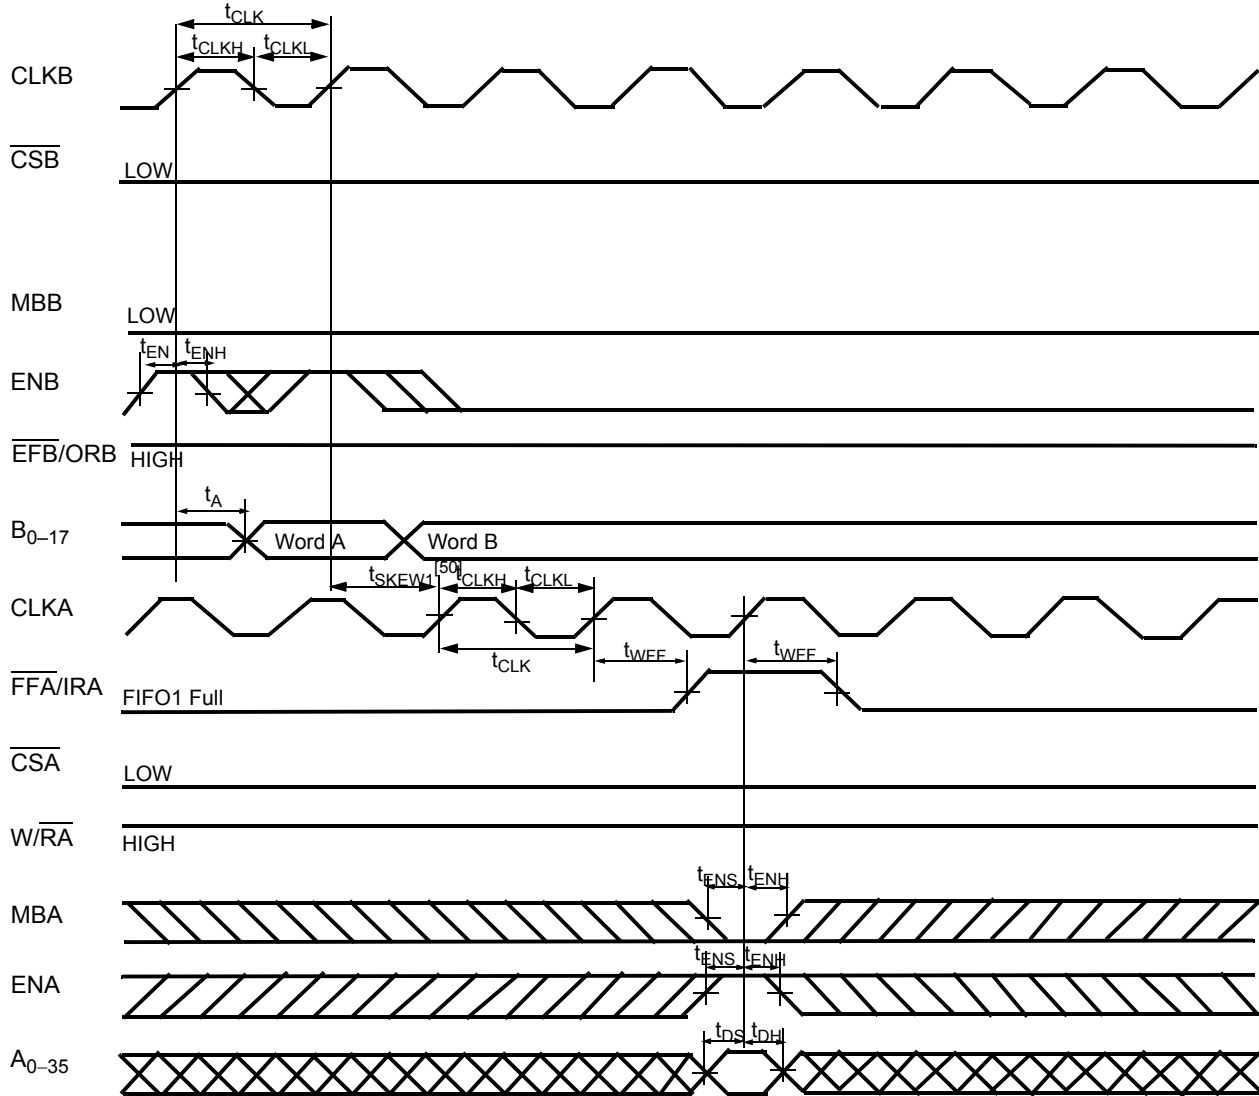 tCLK
tCLKH tCLKL
CLKB
CSB
LOW
MBB
LOW
tEN tENH
ENB
EFB/ORB HIGH
tA
B0–17
Word A Word B
tSKEW1[50] tCLKH tCLKL
CLKA
tCLK tWFF tWFF
FFA/IRA
FIFO1 Full
CSA
LOW
W/RA
HIGH
tENS tENH
MBA
tENS tENH
ENA
tDS tDH
A0–35